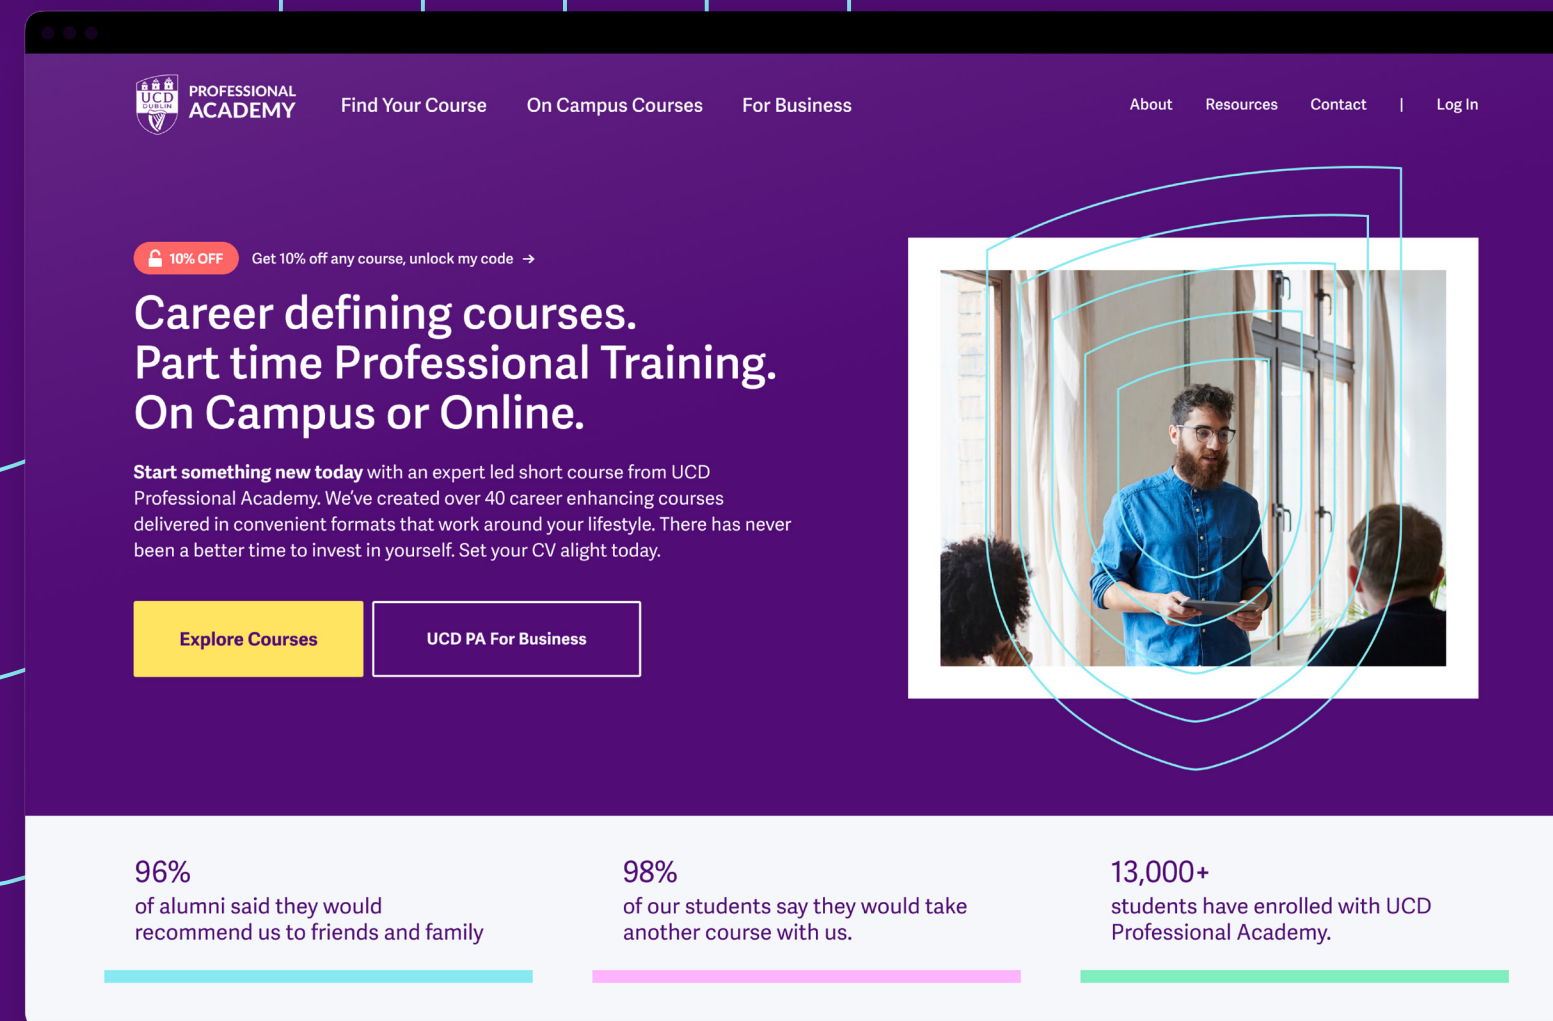 UCD
DUBLIN
PROFESSIONAL
ACADEMY
Find Your Course
On Campus Courses
For Business
About
Resources
Contact
|
Log In
10% OFF
Get 10% off any course, unlock my code →
Career defining courses.
Part time Professional Training.
On Campus or Online.
Start something new today with an expert led short course from UCD
Professional Academy. We’ve created over 40 career enhancing courses
delivered in convenient formats that work around your lifestyle. There has never
been a better time to invest in yourself. Set your CV alight today.
Explore Courses
UCD PA For Business
96%
of alumni said they would
recommend us to friends and family
98%
of our students say they would take
another course with us.
13,000+
students have enrolled with UCD
Professional Academy.